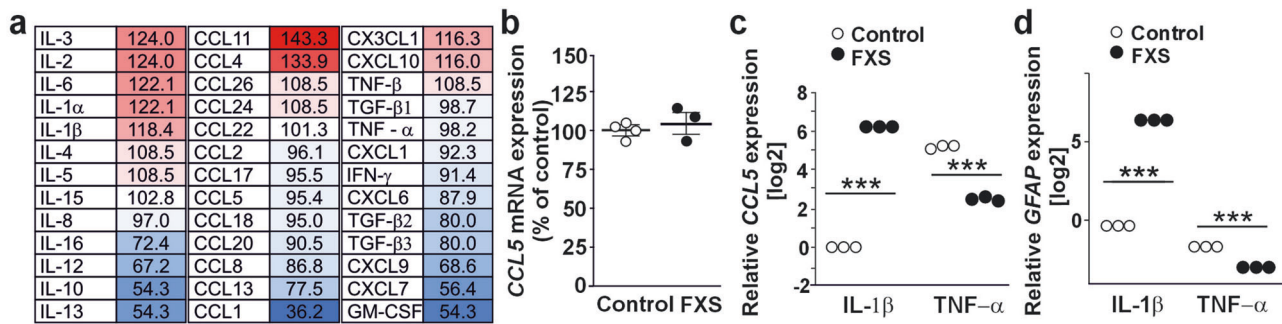 a
IL-3 124.0 CCL11 143.3 CX3CL1 116.3
IL-2 124.0 CCL4 133.9 CXCL10 116.0
IL-6 122.1 CCL26 108.5 TNF-β 108.5
IL-1α 122.1 CCL24 108.5 TGF-β1 98.7
IL-1β 118.4 CCL22 101.3 TNF - α 98.2
IL-4 108.5 CCL2 96.1 CXCL1 92.3
IL-5 108.5 CCL17 95.5 IFN-γ 91.4
IL-15 102.8 CCL5 95.4 CXCL6 87.9
IL-8 97.0 CCL18 95.0 TGF-β2 80.0
IL-16 72.4 CCL20 90.5 TGF-β3 80.0
IL-12 67.2 CCL8 86.8 CXCL9 68.6
IL-10 54.3 CCL13 77.5 CXCL7 56.4
IL-13 54.3 CCL1 36.2 GM-CSF 54.3
b
CCL5 mRNA expression
(% of control)
150
125
100
75
50
25
0
Control FXS
c
Control
FXS
Relative CCL5 expression
[log2]
8
6
4
2
0
-2
***
***
IL-1β TNF-α
d
Control
FXS
Relative GFAP expression
[log2]
5
0
***
***
IL-1β TNF-α